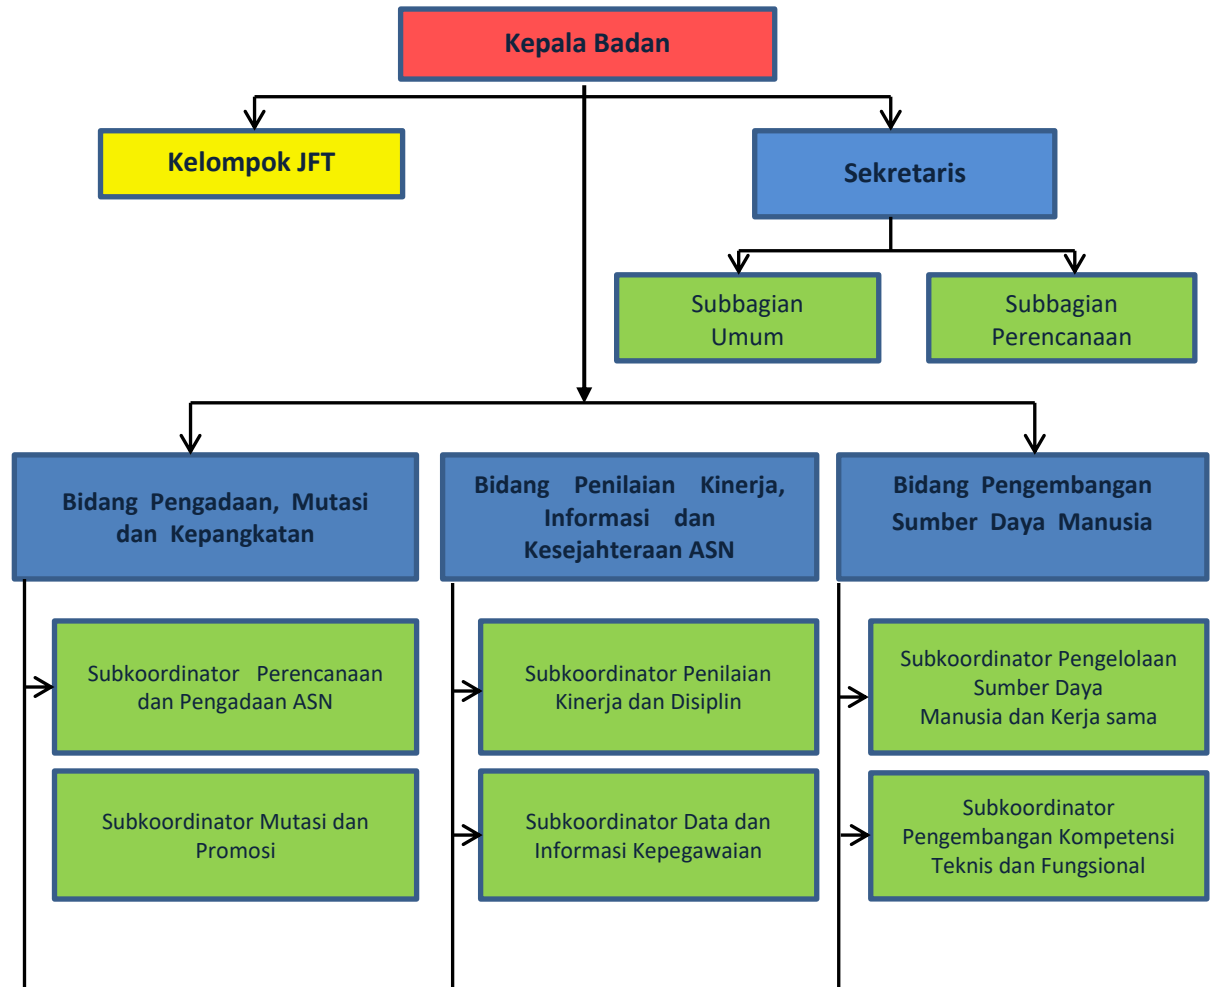 Kepala Badan
Kelompok JFT
Sekretaris
Subbagian
Umum
Subbagian
Perencanaan
Bidang Pengadaan, Mutasi
dan Kepangkatan
Bidang Penilaian Kinerja,
Informasi dan
Kesejahteraan ASN
Bidang Pengembangan
Sumber Daya Manusia
Subkoordinator Perencanaan
dan Pengadaan ASN
Subkoordinator Penilaian
Kinerja dan Disiplin
Subkoordinator Pengelolaan
Sumber Daya
Manusia dan Kerja sama
Subkoordinator Mutasi dan
Promosi
Subkoordinator Data dan
Informasi Kepegawaian
Subkoordinator
Pengembangan Kompetensi
Teknis dan Fungsional